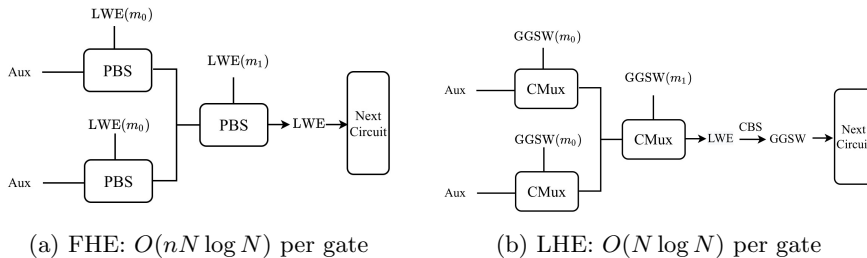 LWE(m₀)
Aux
PBS
LWE(m₁)
PBS
LWE
Next
Circuit
LWE(m₀)
Aux
PBS
(a) FHE: O(nN log N) per gate
GGSW(m₀)
Aux
CMux
GGSW(m₁)
CMux
LWE
CBS
GGSW
Next
Circuit
GGSW(m₀)
Aux
CMux
(b) LHE: O(N log N) per gate